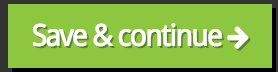 Save & continue →